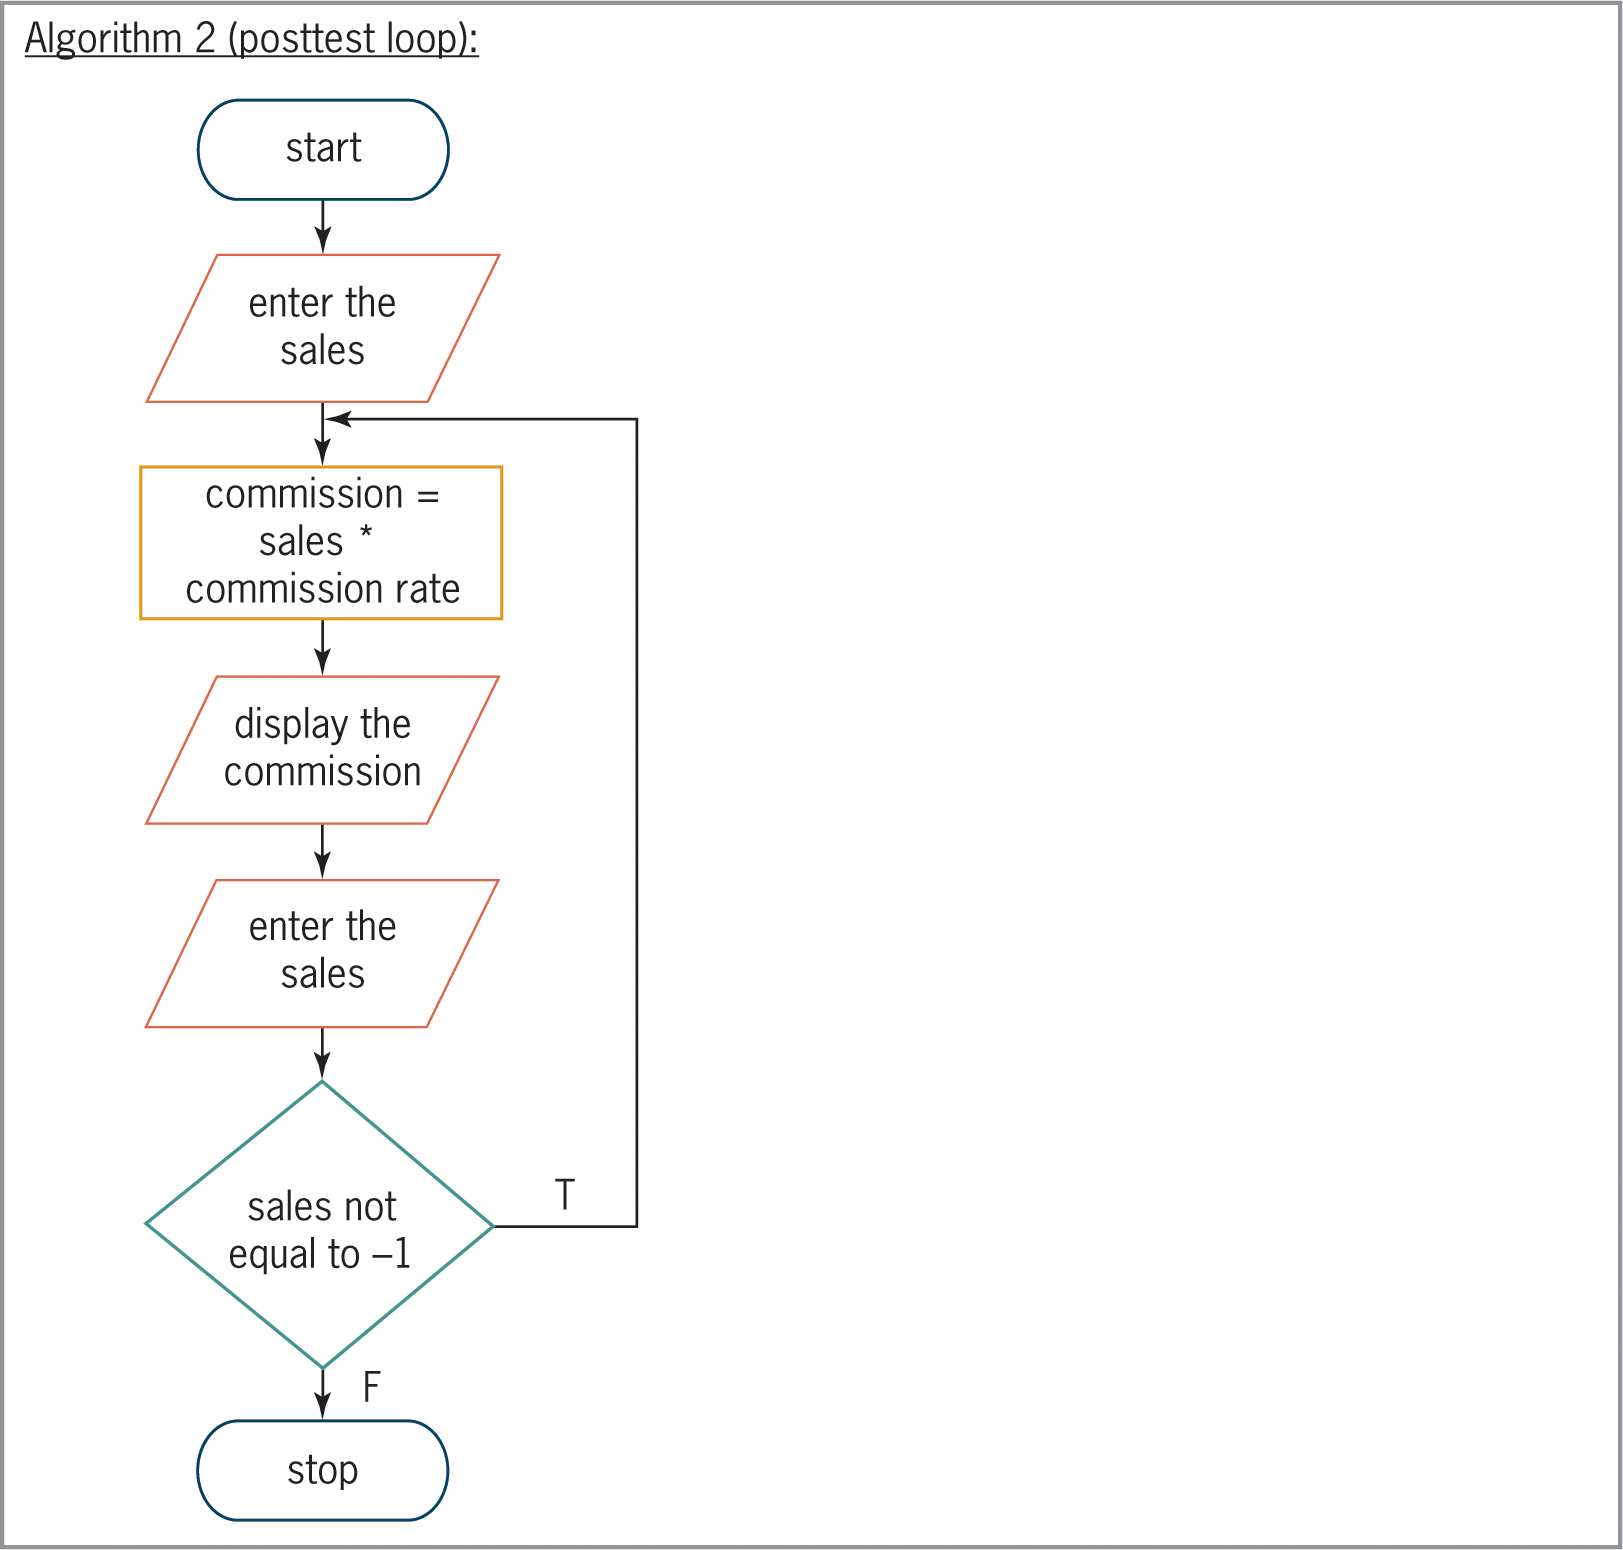 Algorithm 2 (posttest loop):
start
enter the
sales
commission =
sales *
commission rate
display the
commission
enter the
sales
sales not
equal to –1
T
F
stop